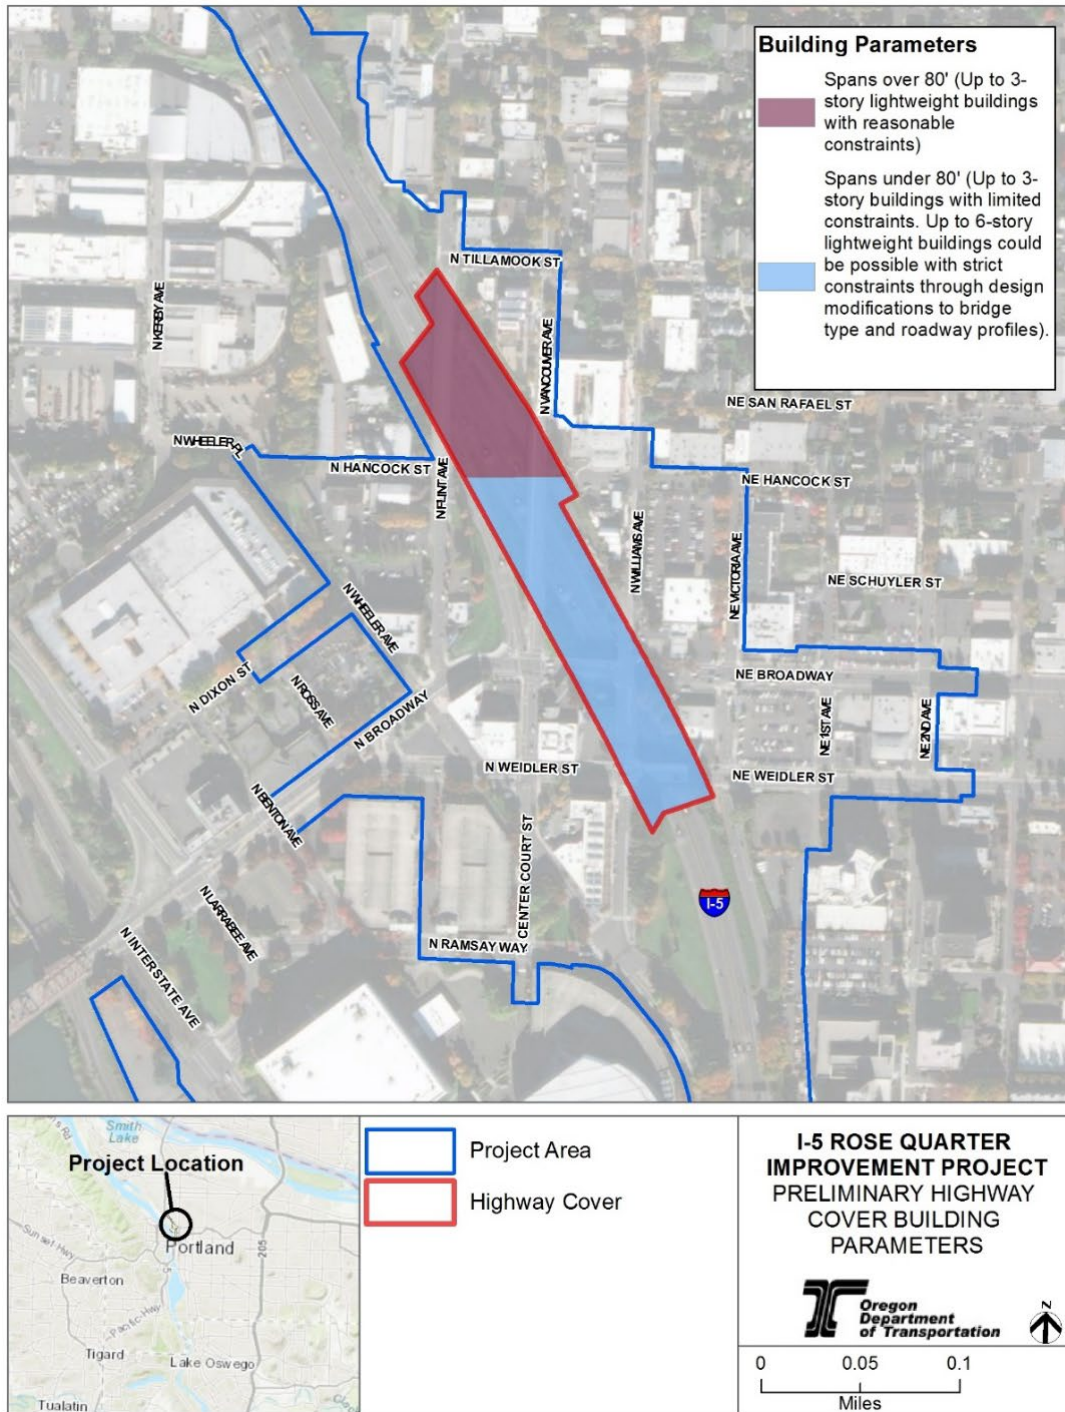 Building Parameters
Spans over 80' (Up to 3-
story lightweight buildings
with reasonable
constraints)
Spans under 80' (Up to 3-
story buildings with limited
constraints. Up to 6-story
lightweight buildings could
be possible with strict
constraints through design
modifications to bridge
type and roadway profiles).
N TILLAMOOK ST
N KERBY AVE
N VANCOUVER AVE
NE SAN RAFAEL ST
N WHEELER PL
N HANCOCK ST
N FLINT AVE
NE HANCOCK ST
N WILLIAMS AVE
NE VICTORIA AVE
NE SCHUYLER ST
N WHEELER AVE
N DIXON ST
N ROSS AVE
N BROADWAY
NE BROADWAY
NE 1ST AVE
NE 2ND AVE
N WEIDLER ST
NE WEIDLER ST
N BENTON AVE
N CENTER COURT ST
N LARRABEE AVE
I-5
N RAMSAY WAY
N INTERSTATE AVE
Smith
Lake
Project Location
Sunset Hwy
Portland
205
Beaverton
Pacific Hwy
Tigard
Lake Oswego
Tualatin
Project Area
Highway Cover
I-5 ROSE QUARTER
IMPROVEMENT PROJECT
PRELIMINARY HIGHWAY
COVER BUILDING
PARAMETERS
Oregon
Department
of Transportation
N
0 0.05 0.1
Miles